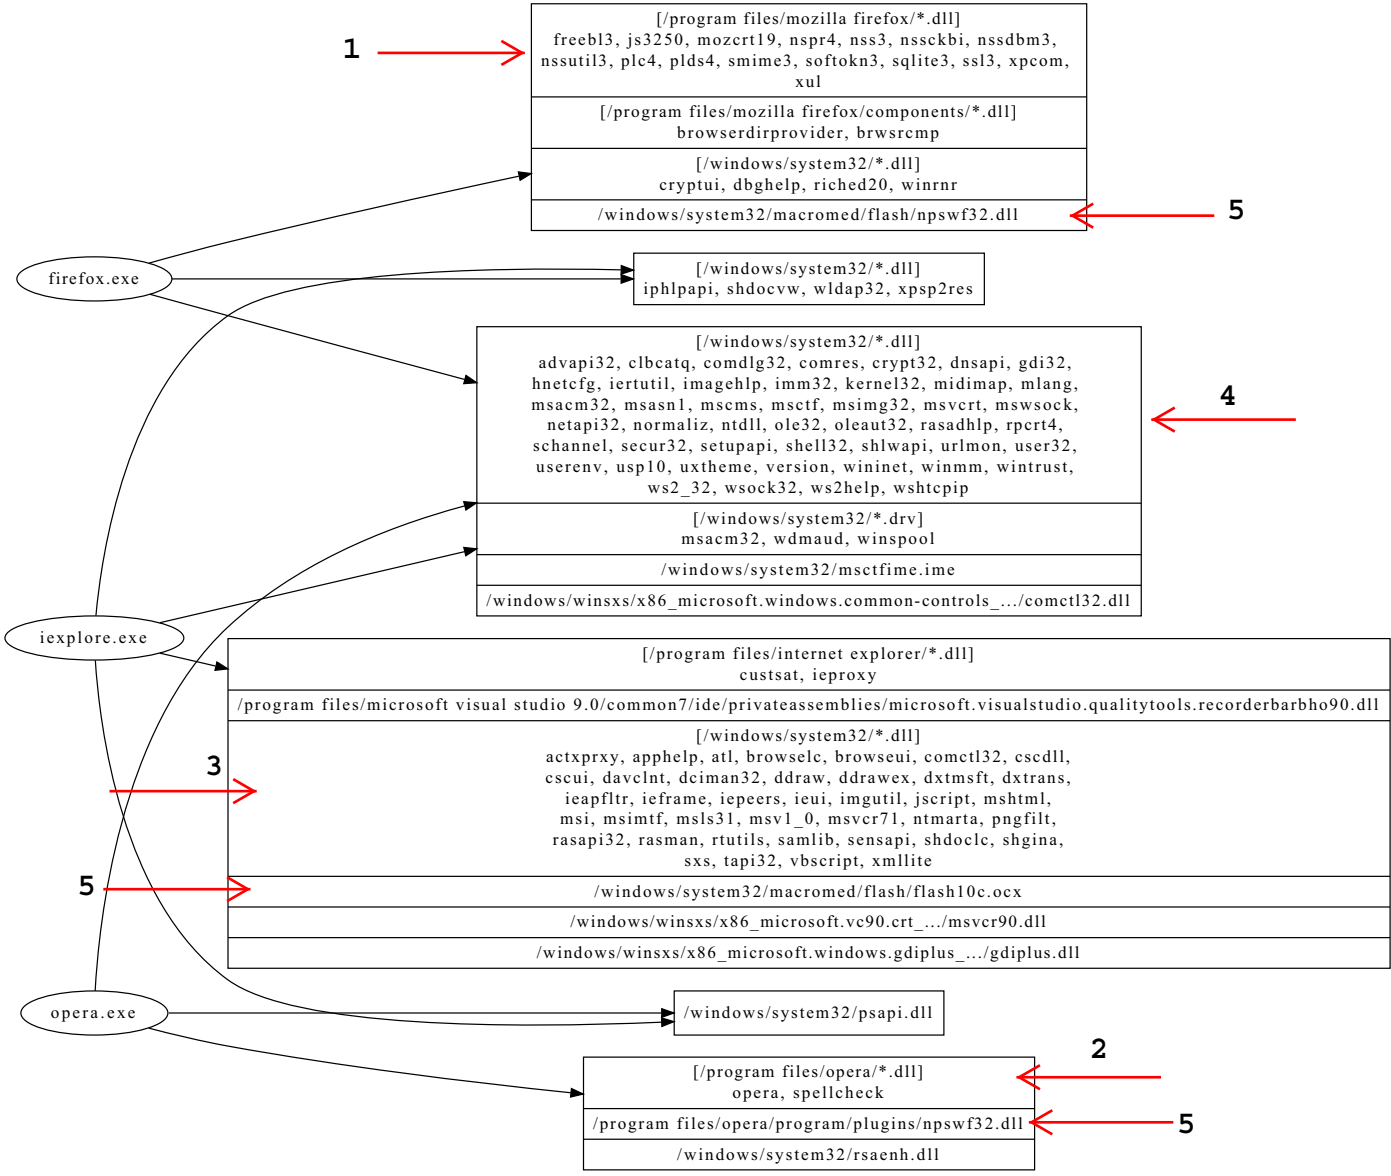 [/program files/mozilla firefox/*.dll]
1
freebl3, js3250, mozcrt19, nspr4, nss3, nssckbi, nssdbm3,
nssutil3, plc4, plds4, smime3, softokn3, sqlite3, ssl3, xpcom,
xul
[/program files/mozilla firefox/components/*.dll]
browserdirprovider, brwsrcmp
[/windows/system32/*.dll]
cryptui, dbghelp, riched20, winrnr
/windows/system32/macromed/flash/npswf32.dll
5
firefox.exe
[/windows/system32/*.dll]
iphlpapi, shdocvw, wldap32, xpsp2res
[/windows/system32/*.dll]
advapi32, clbcatq, comdlg32, comres, crypt32, dnsapi, gdi32,
hnetcfg, iertutil, imagehlp, imm32, kernel32, midimap, mlang,
msacm32, msasn1, mscms, msctf, msimg32, msvcrt, mswsock,
netapi32, normaliz, ntdll, ole32, oleaut32, rasadhlp, rpcrt4,
schannel, secur32, setupapi, shell32, shlwapi, urlmon, user32,
userenv, usp10, uxtheme, version, wininet, winmm, wintrust,
ws2_32, wsock32, ws2help, wshtcpip
4
[/windows/system32/*.drv]
msacm32, wdmaud, winspool
/windows/system32/msctfime.ime
/windows/winsxs/x86_microsoft.windows.common-controls_.../comctl32.dll
iexplore.exe
[/program files/internet explorer/*.dll]
custsat, ieproxy
/program files/microsoft visual studio 9.0/common7/ide/privateassemblies/microsoft.visualstudio.qualitytools.recorderbarbho90.dll
[/windows/system32/*.dll]
actxprxy, apphelp, atl, browselc, browseui, comctl32, cscdll,
cscui, davclnt, dciman32, ddraw, ddrawex, dxtmsft, dxtrans,
ieapfltr, ieframe, iepeers, ieui, imgutil, jscript, mshtml,
msi, msimtf, msls31, msv1_0, msvcr71, ntmarta, pngfilt,
rasapi32, rasman, rtutils, samlib, sensapi, shdoclc, shgina,
sxs, tapi32, vbscript, xmllite
3
5
/windows/system32/macromed/flash/flash10c.ocx
/windows/winsxs/x86_microsoft.vc90.crt_.../msvcr90.dll
/windows/winsxs/x86_microsoft.windows.gdiplus_.../gdiplus.dll
opera.exe
/windows/system32/psapi.dll
2
[/program files/opera/*.dll]
opera, spellcheck
/program files/opera/program/plugins/npswf32.dll
5
/windows/system32/rsaenh.dll